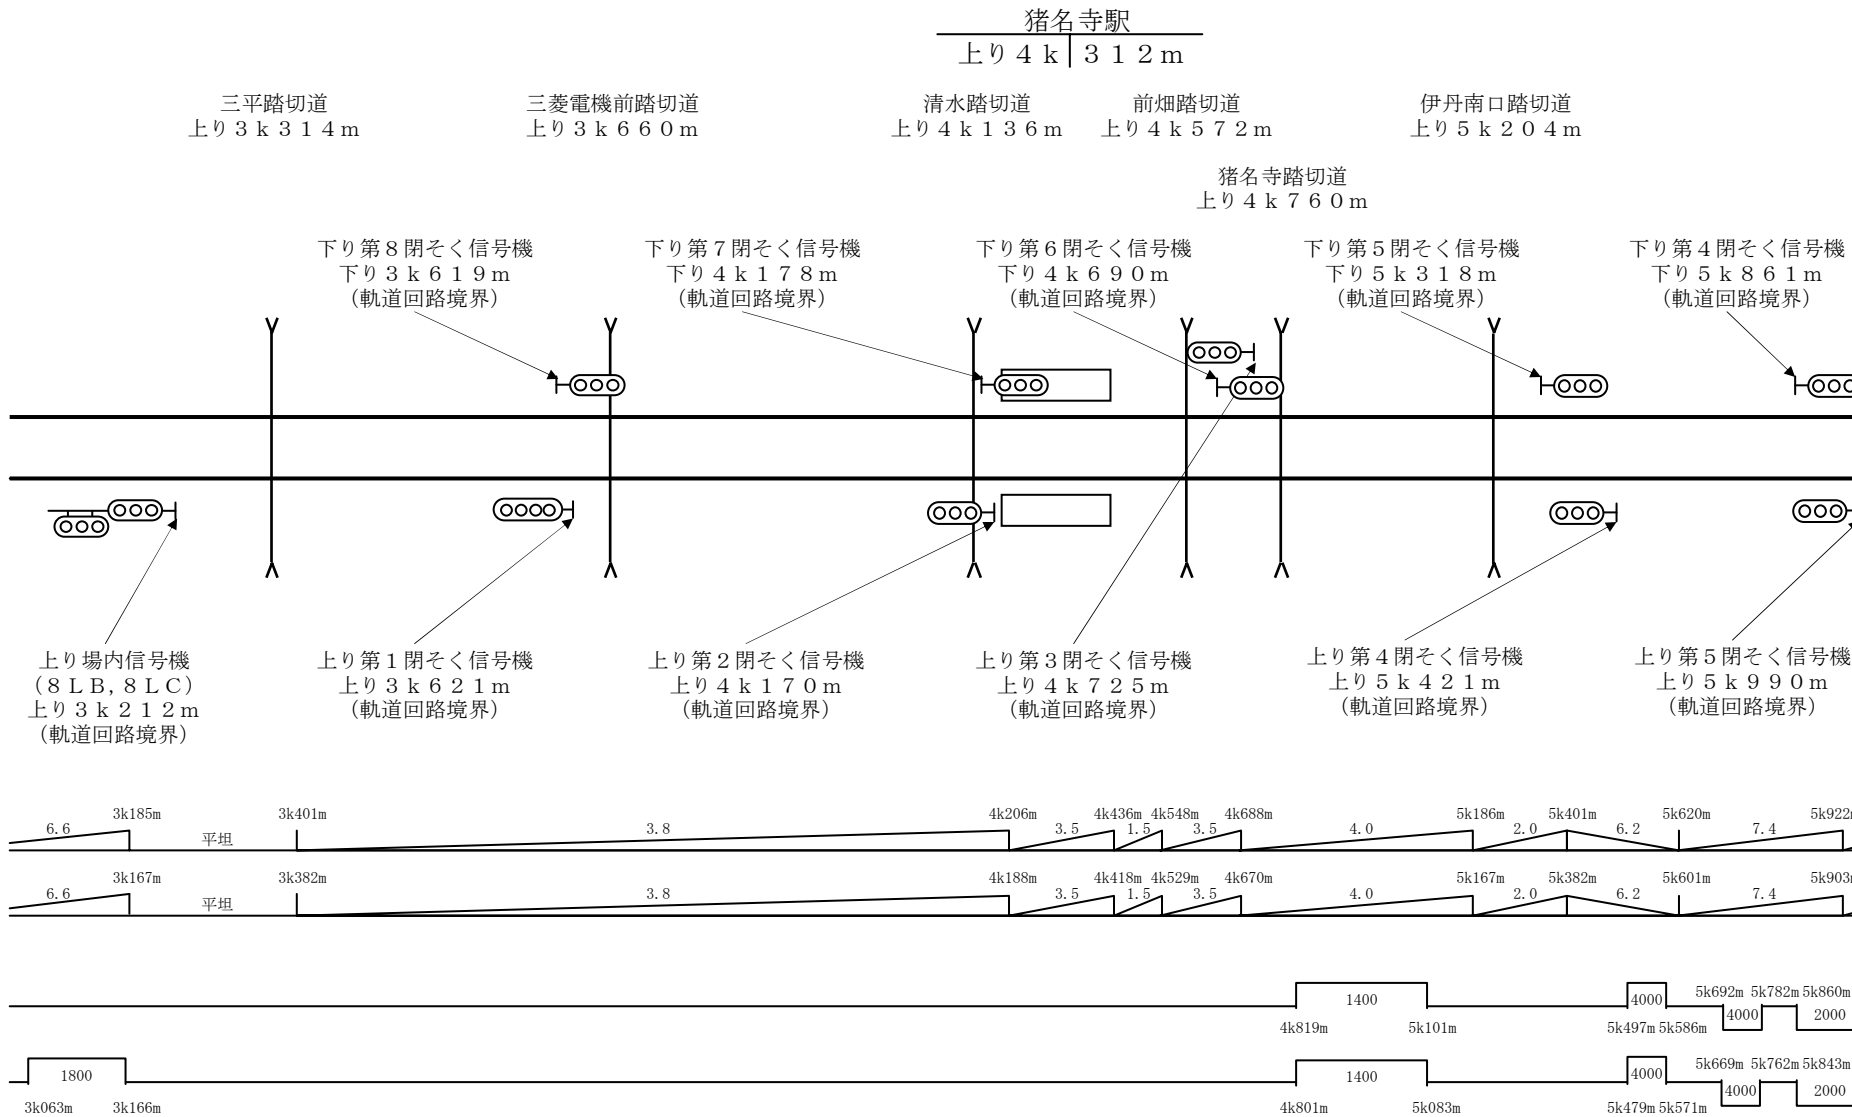 猪名寺駅
上り４ｋ 312ｍ
三平踏切道
上り３ｋ314ｍ
三菱電機前踏切道
上り３ｋ660ｍ
清水踏切道
上り４ｋ136ｍ
前畑踏切道
上り４ｋ572ｍ
伊丹南口踏切道
上り５ｋ204ｍ
猪名寺踏切道
上り４ｋ760ｍ
下り第８閉そく信号機
下り３ｋ619ｍ
（軌道回路境界）
下り第７閉そく信号機
下り４ｋ178ｍ
（軌道回路境界）
下り第６閉そく信号機
下り４ｋ690ｍ
（軌道回路境界）
下り第５閉そく信号機
下り５ｋ318ｍ
（軌道回路境界）
下り第４閉そく信号機
下り５ｋ861ｍ
（軌道回路境界）
上り場内信号機
（８ＬＢ，８ＬＣ）
上り３ｋ212ｍ
（軌道回路境界）
上り第１閉そく信号機
上り３ｋ621ｍ
（軌道回路境界）
上り第２閉そく信号機
上り４ｋ170ｍ
（軌道回路境界）
上り第３閉そく信号機
上り４ｋ725ｍ
（軌道回路境界）
上り第４閉そく信号機
上り５ｋ421ｍ
（軌道回路境界）
上り第５閉そく信号機
上り５ｋ990ｍ
（軌道回路境界）
3k185m 3k401m 4k206m 4k436m 4k548m 4k688m 5k186m 5k401m 5k620m 5k922m
6.6 平坦 3.8 3.5 1.5 3.5 4.0 2.0 6.2 7.4
3k167m 3k382m 4k188m 4k418m 4k529m 4k670m 5k167m 5k382m 5k601m 5k903m
6.6 平坦 3.8 3.5 1.5 3.5 4.0 2.0 6.2 7.4
5k692m 5k782m 5k860m
1400 4000 4000 2000
4k819m 5k101m 5k497m 5k586m
5k669m 5k762m 5k843m
1800 1400 4000 4000 2000
3k063m 3k166m 4k801m 5k083m 5k479m 5k571m